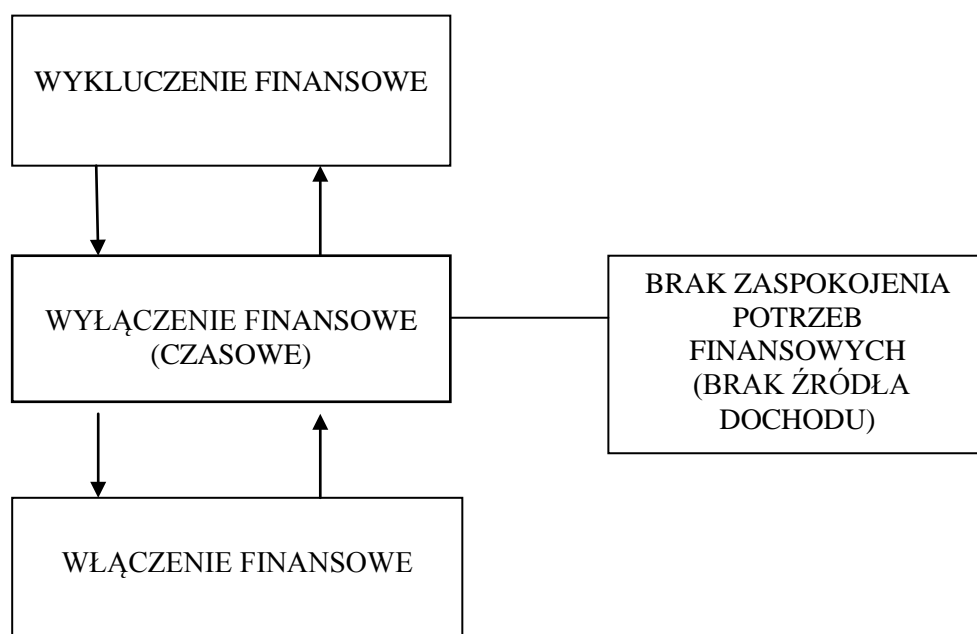 WYKLUCZENIE FINANSOWE
WYŁĄCZENIE FINANSOWE
(CZASOWE)
BRAK ZASPOKOJENIA
POTRZEB
FINANSOWYCH
(BRAK ŹRÓDŁA
DOCHODU)
WŁĄCZENIE FINANSOWE